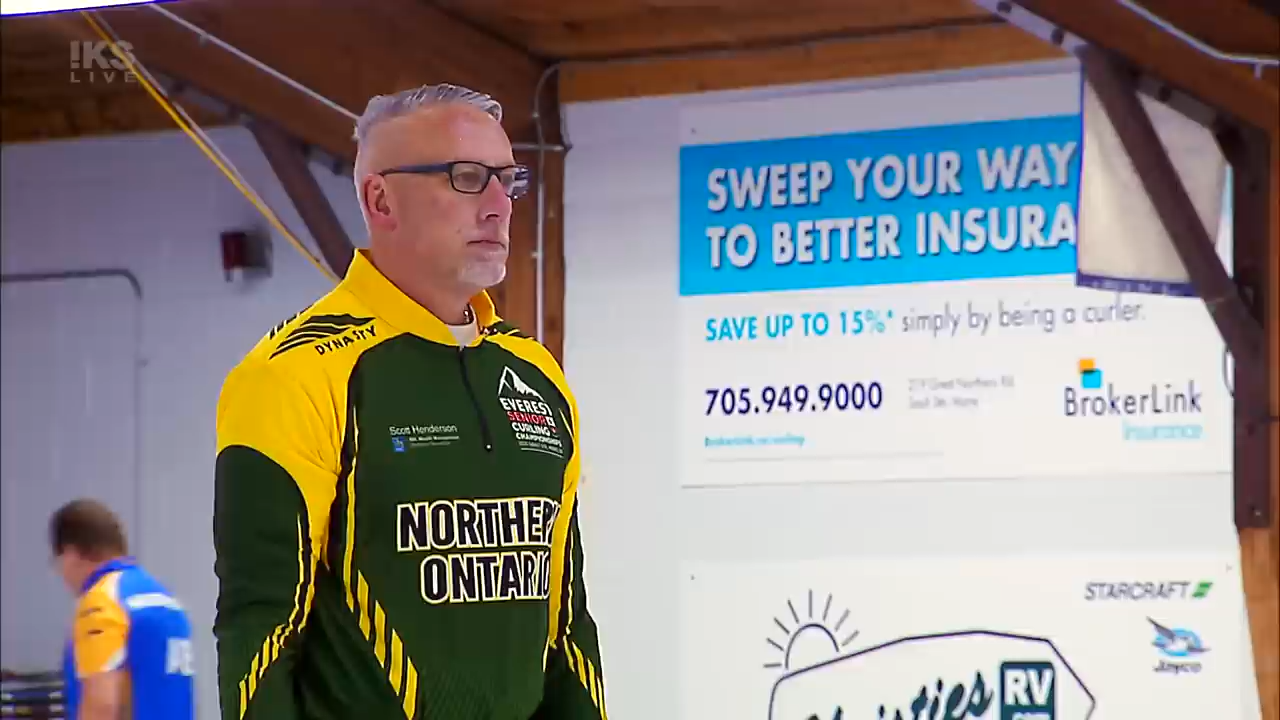 !KS
LIVE
DYNASTY
EVEREST
SENIOR
CURLING
CHAMPIONSHIPS
Scott Henderson
NORTHER
ONTARIO
SWEEP YOUR WAY
TO BETTER INSURA
SAVE UP TO 15%* simply by being a curler.
705.949.9000
BrokerLink
Insurance
STARCRAFT
Jayco
RV